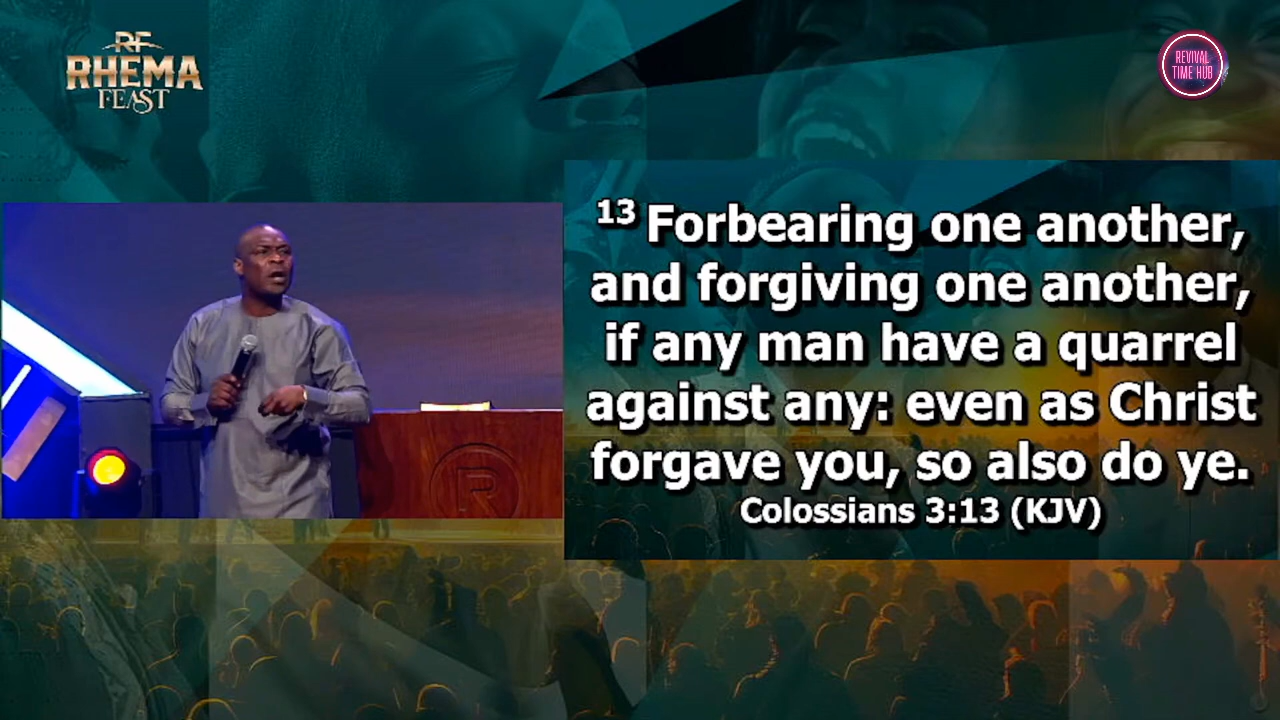 RF
RHEMA
FEAST
REVIVAL
TIME HUB
13 Forbearing one another,
and forgiving one another,
if any man have a quarrel
against any: even as Christ
forgave you, so also do ye.
Colossians 3:13 (KJV)
R